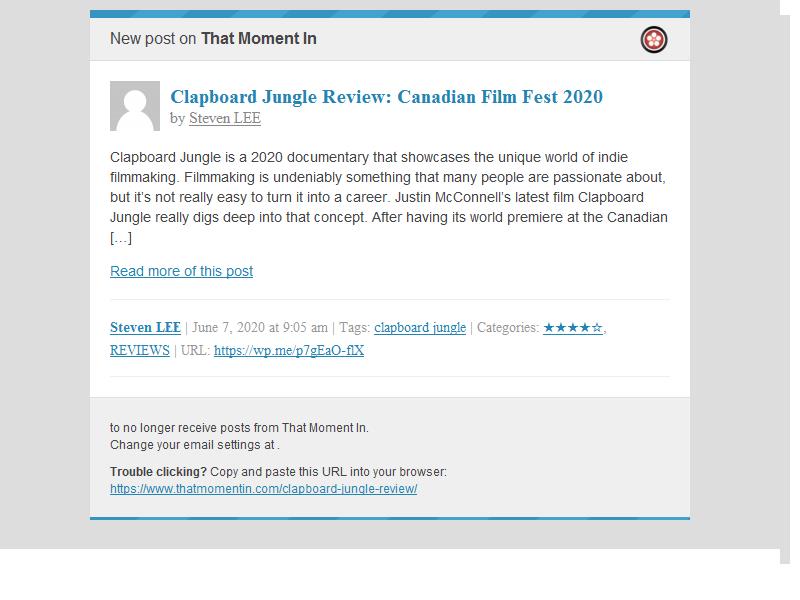 New post on That Moment In
Clapboard Jungle Review: Canadian Film Fest 2020
by Steven LEE
Clapboard Jungle is a 2020 documentary that showcases the unique world of indie
filmmaking. Filmmaking is undeniably something that many people are passionate about,
but it’s not really easy to turn it into a career. Justin McConnell’s latest film Clapboard
Jungle really digs deep into that concept. After having its world premiere at the Canadian
[…]
Read more of this post
Steven LEE | June 7, 2020 at 9:05 am | Tags: clapboard jungle | Categories: ★★★★☆,
REVIEWS | URL: https://wp.me/p7gEaO-flX
to no longer receive posts from That Moment In.
Change your email settings at .
Trouble clicking? Copy and paste this URL into your browser:
https://www.thatmomentin.com/clapboard-jungle-review/